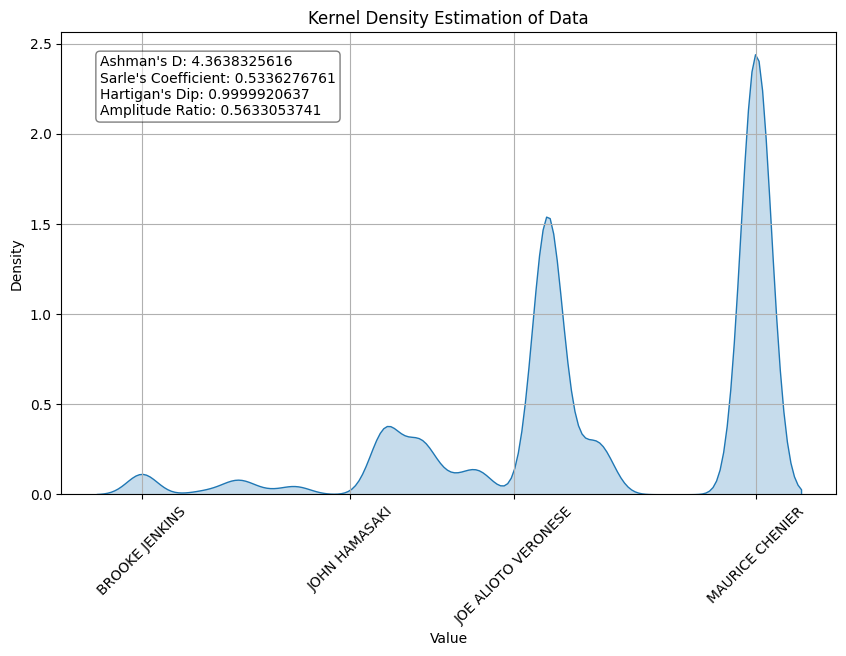 Kernel Density Estimation of Data
Ashman's D: 4.3638325616
Sarle's Coefficient: 0.5336276761
Hartigan's Dip: 0.9999920637
Amplitude Ratio: 0.5633053741
2.5
2.0
1.5
1.0
0.5
0.0
Density
BROOKE JENKINS
JOHN HAMASAKI
JOE ALIOTO VERONESE
MAURICE CHENIER
Value